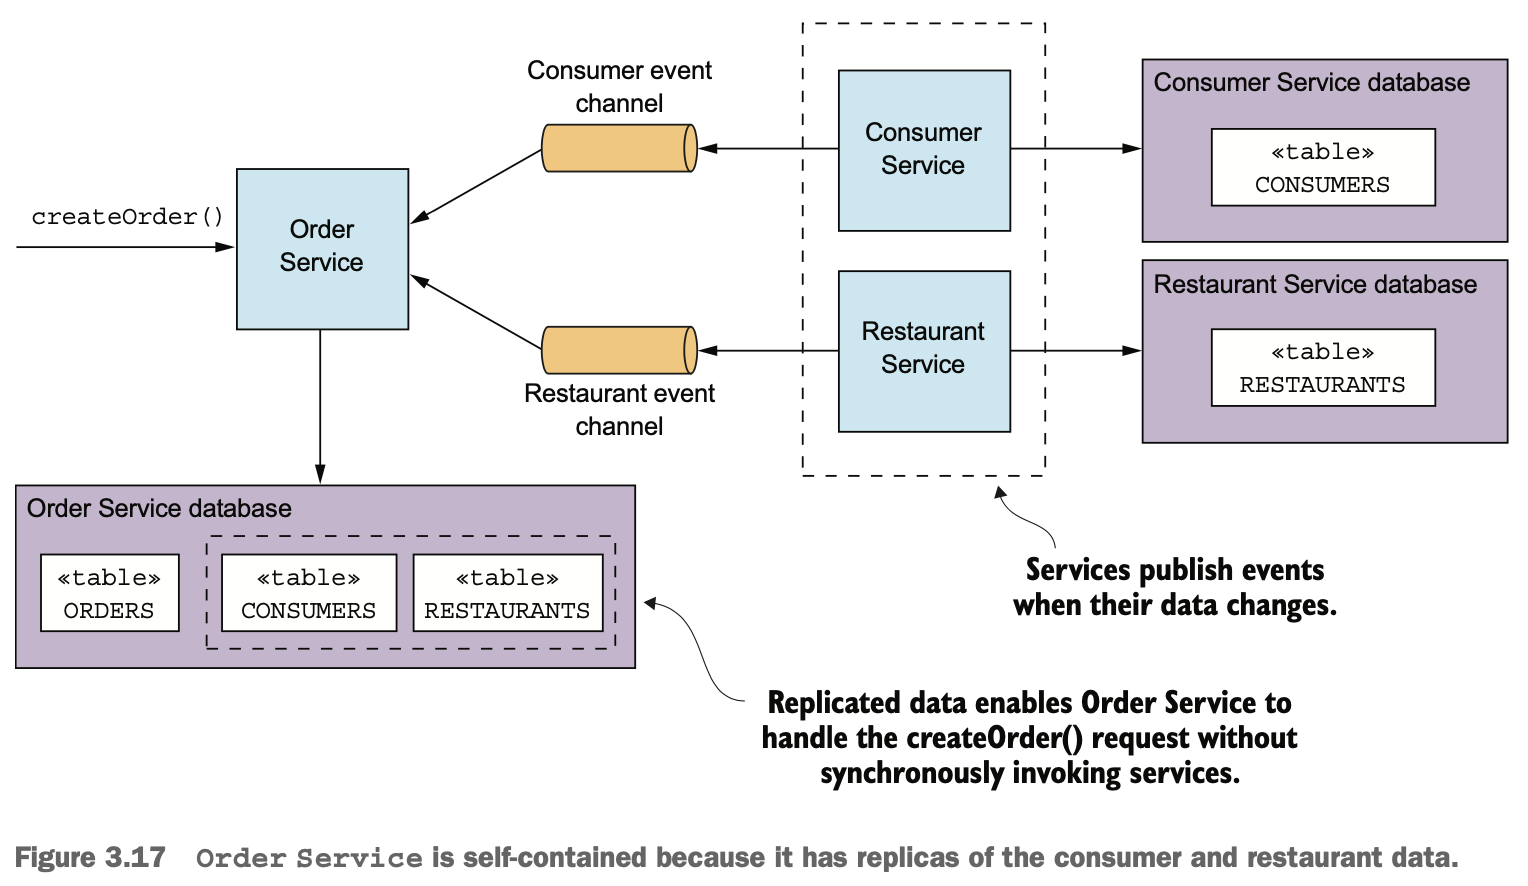 Consumer event
channel
Consumer
Service
Consumer Service database
«table»
CONSUMERS
createOrder()
Order
Service
Restaurant
Service
Restaurant Service database
«table»
RESTAURANTS
Restaurant event
channel
Order Service database
«table»
ORDERS
«table»
CONSUMERS
«table»
RESTAURANTS
Services publish events
when their data changes.
Replicated data enables Order Service to
handle the createOrder() request without
synchronously invoking services.
Figure 3.17 Order Service is self-contained because it has replicas of the consumer and restaurant data.